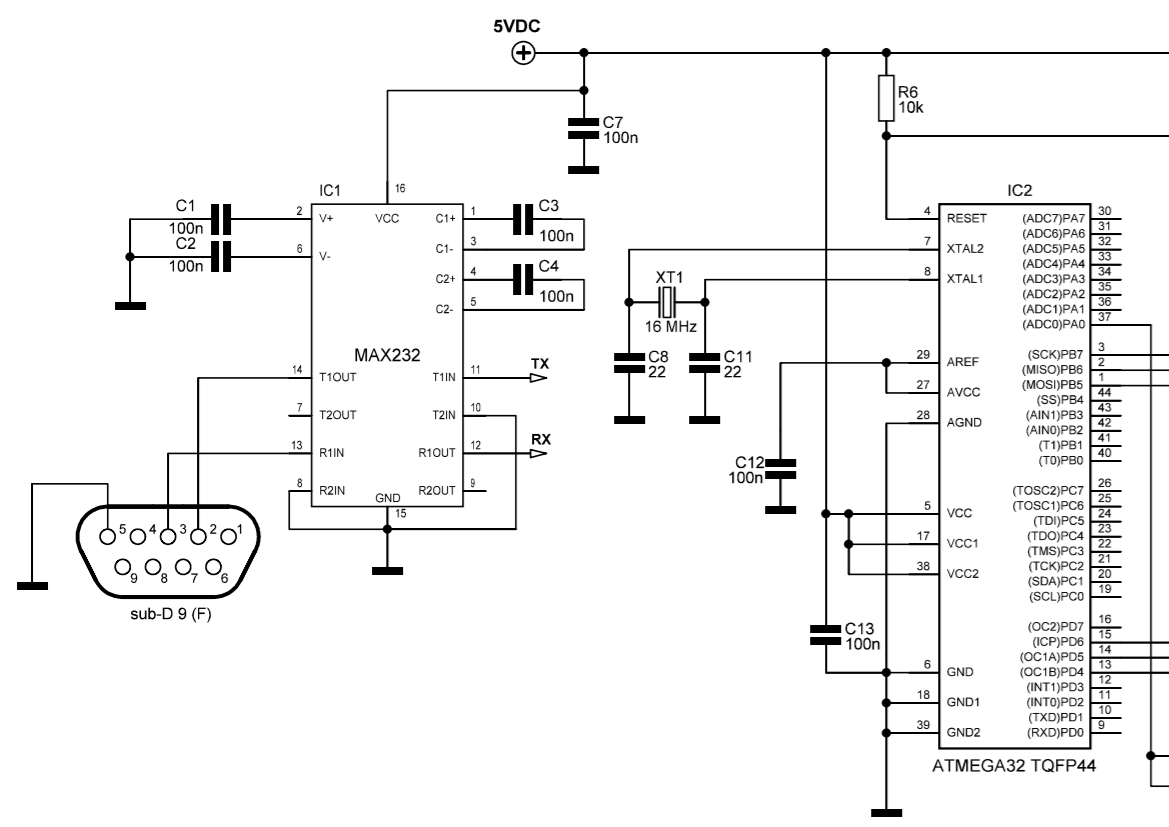 5VDC
R6
10k
C7
100n
IC1
16
VCC
C1
100n
2
V+
C1+
1
C3
100n
C1-
3
C2
100n
6
V-
C2+
4
C4
100n
C2-
5
MAX232
14
T1OUT
T1IN
11
TX
7
T2OUT
T2IN
10
13
R1IN
R1OUT
12
RX
8
R2IN
R2OUT
9
GND
15
5
4
3
2
1
9
8
7
6
sub-D 9 (F)
XT1
16 MHz
C8
22
C11
22
C12
100n
C13
100n
IC2
4
RESET
7
XTAL2
8
XTAL1
29
AREF
27
AVCC
28
AGND
5
VCC
17
VCC1
38
VCC2
6
GND
18
GND1
39
GND2
(ADC7)PA7
30
(ADC6)PA6
31
(ADC5)PA5
32
(ADC4)PA4
33
(ADC3)PA3
34
(ADC2)PA2
35
(ADC1)PA1
36
(ADC0)PA0
37
(SCK)PB7
3
(MISO)PB6
2
(MOSI)PB5
1
(SS)PB4
44
(AIN1)PB3
43
(AIN0)PB2
42
(T1)PB1
41
(T0)PB0
40
(TOSC2)PC7
26
(TOSC1)PC6
25
(TDI)PC5
24
(TDO)PC4
23
(TMS)PC3
22
(TCK)PC2
21
(SDA)PC1
20
(SCL)PC0
19
(OC2)PD7
16
(ICP)PD6
15
(OC1A)PD5
14
(OC1B)PD4
13
(INT1)PD3
12
(INT0)PD2
11
(TXD)PD1
10
(RXD)PD0
9
ATMEGA32 TQFP44